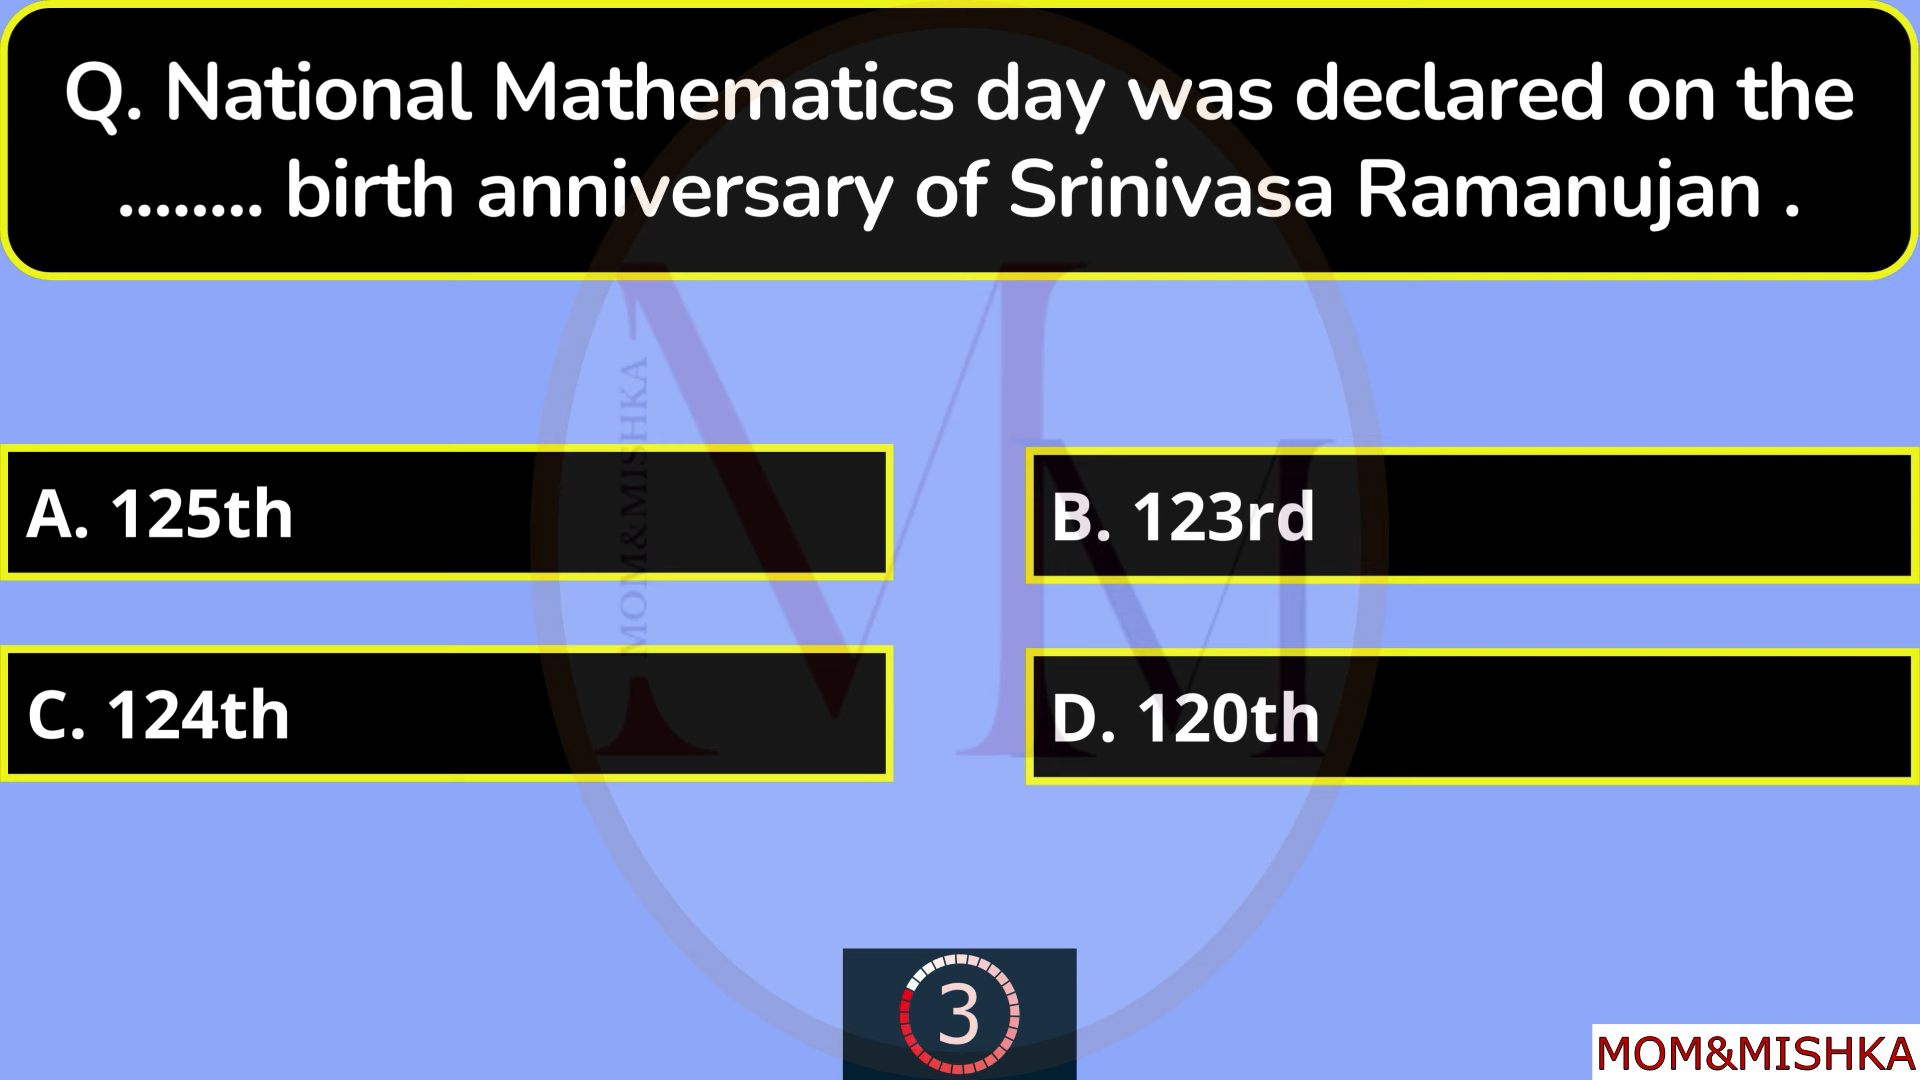 Q. National Mathematics day was declared on the
........ birth anniversary of Srinivasa Ramanujan .
A. 125th
B. 123rd
C. 124th
D. 120th
MOM&MISHKA
3
MOM&MISHKA